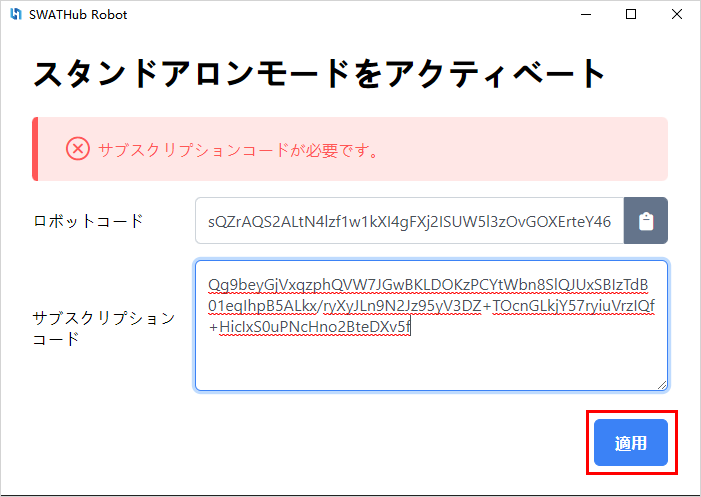 SWATHub Robot
スタンドアロンモードをアクティベート
サブスクリプションコードが必要です。
ロボットコード
sQZrAQS2ALtN4lzf1w1kXI4gFXj2ISUW5l3zOvGOXErteY46
Qg9beyGjVxqzphQVW7JGwBKLDOKzPCYtWbn8SlQJUxSBIzTdB
01eqIhpB5ALkx/ryXyJLn9N2Jz95yV3DZ+TOcnGLkjY57ryiuVrzIQf
+HicIxS0uPNcHno2BteDXv5f
サブスクリプション
コード
適用